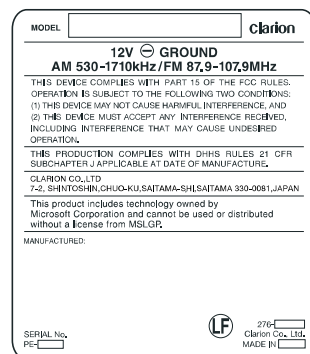 MODEL clarion
12V ⊖ GROUND
AM 530-1710kHz/FM 87.9-107.9MHz
THIS DEVICE COMPLIES WITH PART 15 OF THE FCC RULES.
OPERATION IS SUBJECT TO THE FOLLOWING TWO CONDITIONS:
(1) THIS DEVICE MAY NOT CAUSE HARMFUL INTERFERENCE, AND
(2) THIS DEVICE MUST ACCEPT ANY INTERFERENCE RECEIVED,
INCLUDING INTERFERENCE THAT MAY CAUSE UNDESIRED
OPERATION.
THIS PRODUCTION COMPLIES WITH DHHS RULES 21 CFR
SUBCHAPTER J APPLICABLE AT DATE OF MANUFACTURE.
CLARION CO.,LTD
7-2, SHINTOSHIN,CHUO-KU,SAITAMA-SHI,SAITAMA 330-0081,JAPAN
This product includes technology owned by
Microsoft Corporation and cannot be used or distributed
without a license from MSLGP.
MANUFACTURED:
LF
276-
SERIAL No. Clarion Co., Ltd.
PE- MADE IN